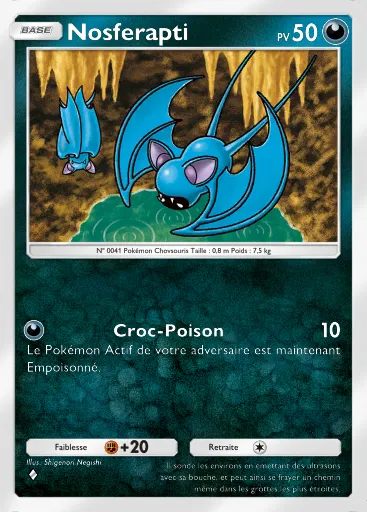 BASE Nosferapti PV 50
N° 0041 Pokémon Chovsouris Taille : 0,8 m Poids : 7,5 kg
Croc-Poison 10
Le Pokémon Actif de votre adversaire est maintenant
Empoisonné.
Faiblesse +20 Retraite
Illus. Shigenori Negishi
Il sonde les environs en émettant des ultrasons
avec sa bouche, et peut ainsi se frayer un chemin
même dans les grottes les plus étroites.